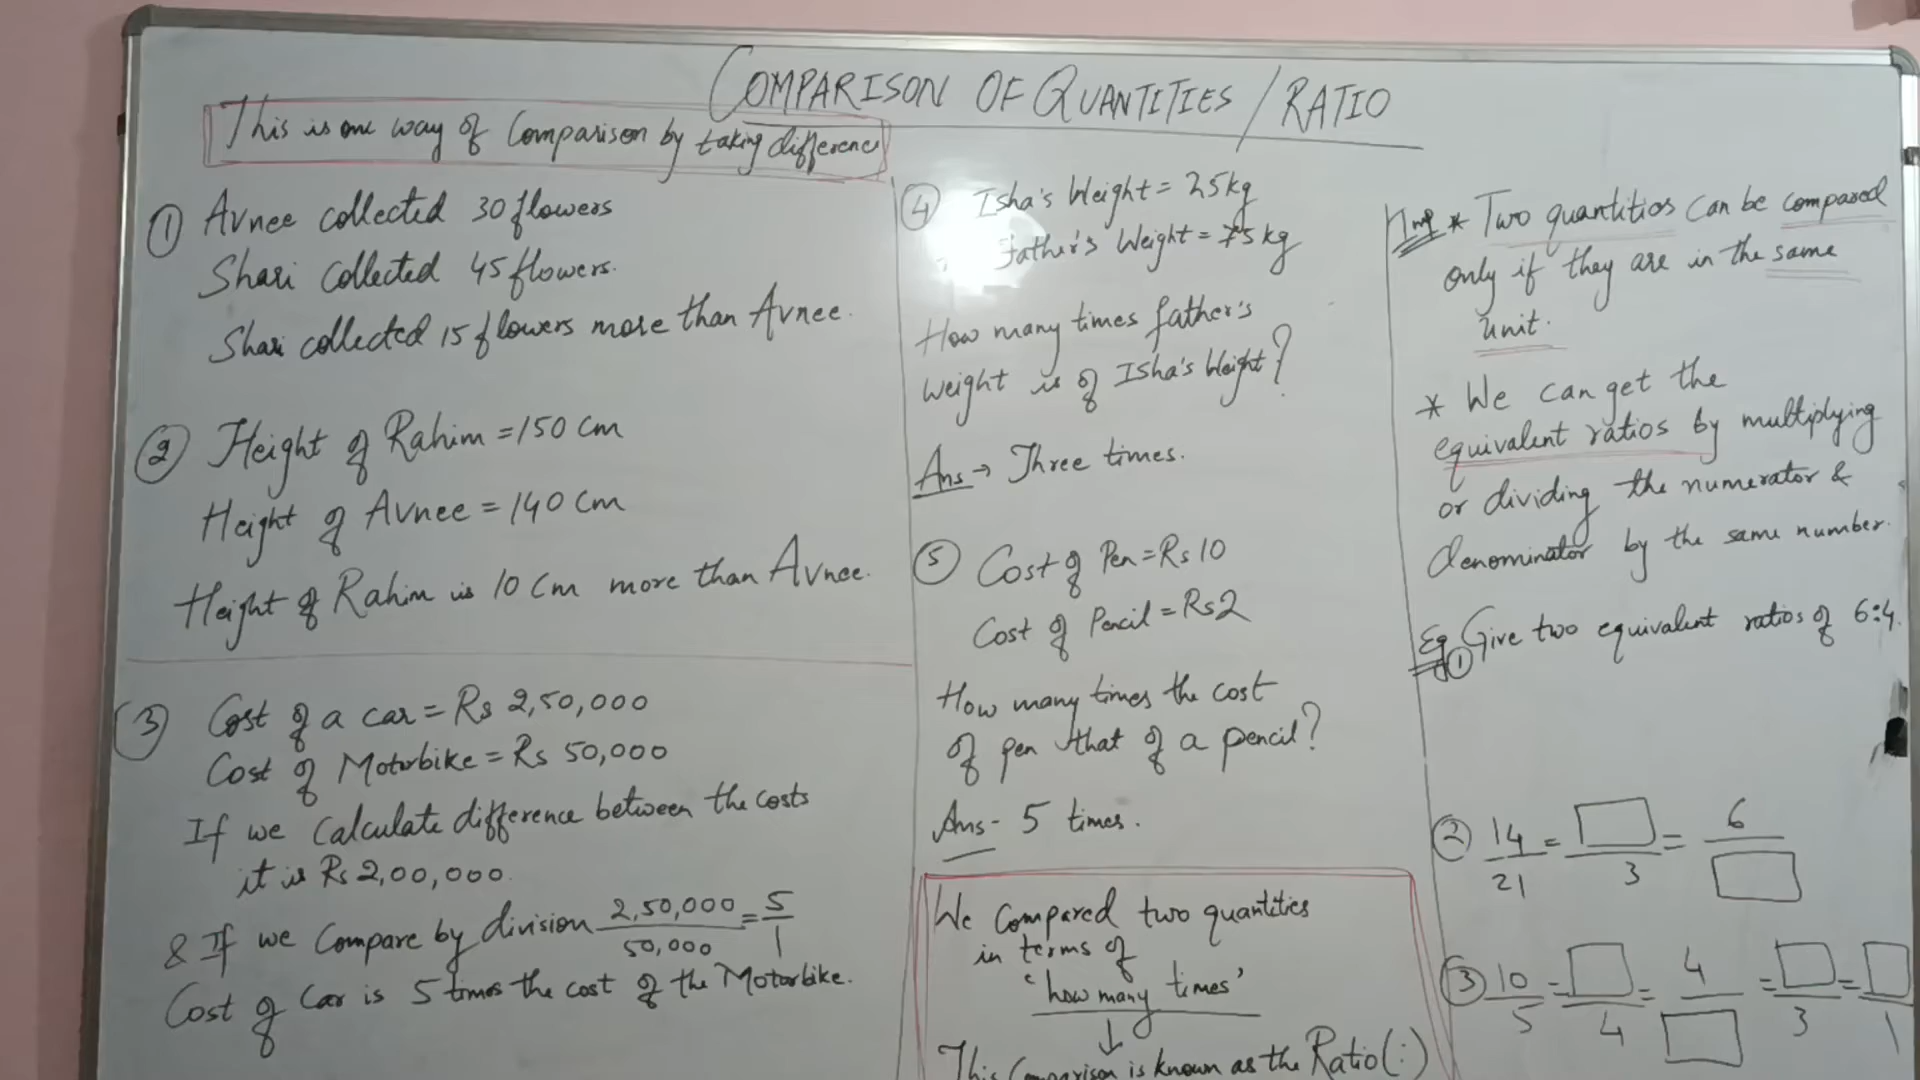 COMPARISON OF QUANTITIES / RATIO
This is one way of Comparison by taking difference
① Avnee collected 30 flowers
Shari collected 45 flowers.
Shari collected 15 flowers more than Avnee.
② Height of Rahim = 150 cm
Height of Avnee = 140 cm
Height of Rahim is 10 cm more than Avnee.
③ Cost of a car = Rs 2,50,000
Cost of Motorbike = Rs 50,000
If we calculate difference between the costs
it is Rs 2,00,000.
& If we Compare by division 2,50,000/50,000 = 5/1
Cost of Car is 5 times the cost of the Motorbike.
④ Isha's Weight = 25kg
Father's Weight = 75kg
How many times father's
weight is of Isha's Weight?
Ans → Three times.
⑤ Cost of Pen = Rs 10
Cost of Pencil = Rs 2
How many times the cost
of pen that of a pencil?
Ans - 5 times.
We Compared two quantities
in terms of
'how many times'
↓
This Comparison is known as the Ratio (:)
Imp * Two quantities can be compared
only if they are in the same
unit.
* We can get the
equivalent ratios by multiplying
or dividing the numerator &
denominator by the same number.
Eg ① Give two equivalent ratios of 6:4.
② 14/21 = □/3 = 6/□
③ 10/5 = □/4 = 4/□ = □/3 = □/1